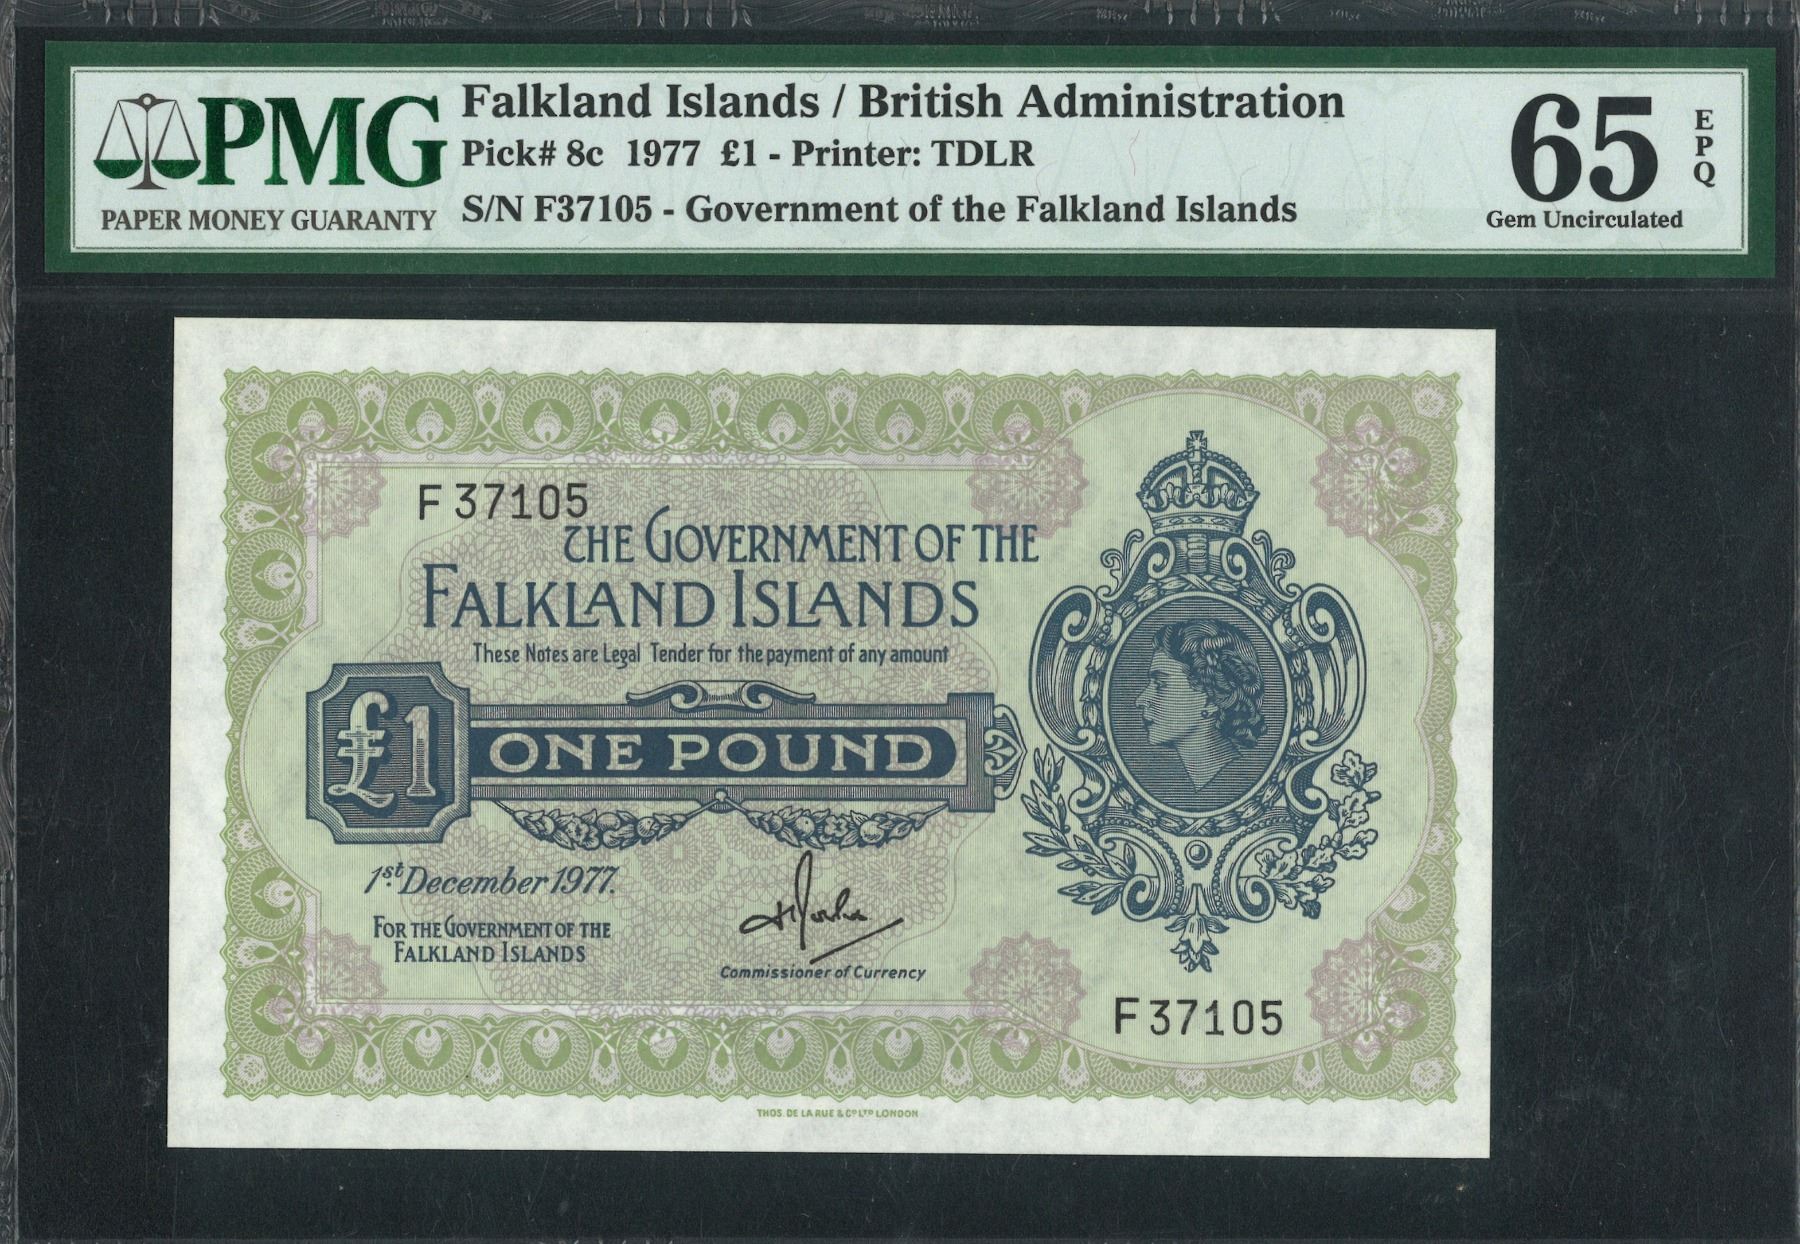 PMG
PAPER MONEY GUARANTY
Falkland Islands / British Administration
Pick# 8c 1977 £1 - Printer: TDLR
S/N F37105 - Government of the Falkland Islands
65
EPQ
Gem Uncirculated
F 37105
THE GOVERNMENT OF THE
FALKLAND ISLANDS
These Notes are Legal Tender for the payment of any amount
£1
ONE POUND
1st December 1977.
FOR THE GOVERNMENT OF THE
FALKLAND ISLANDS
Commissioner of Currency
F 37105
THOS. DE LA RUE & Co LTD LONDON